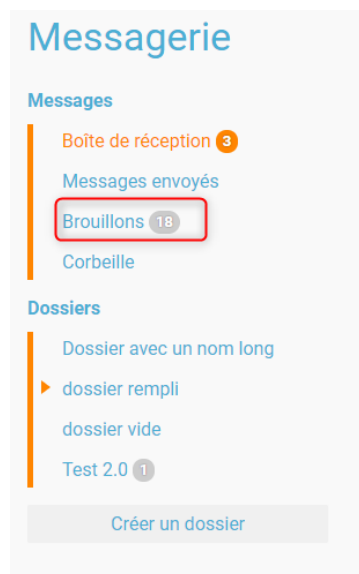 Messagerie
Messages
Boîte de réception 3
Messages envoyés
Brouillons 18
Corbeille
Dossiers
Dossier avec un nom long
dossier rempli
dossier vide
Test 2.0 1
Créer un dossier